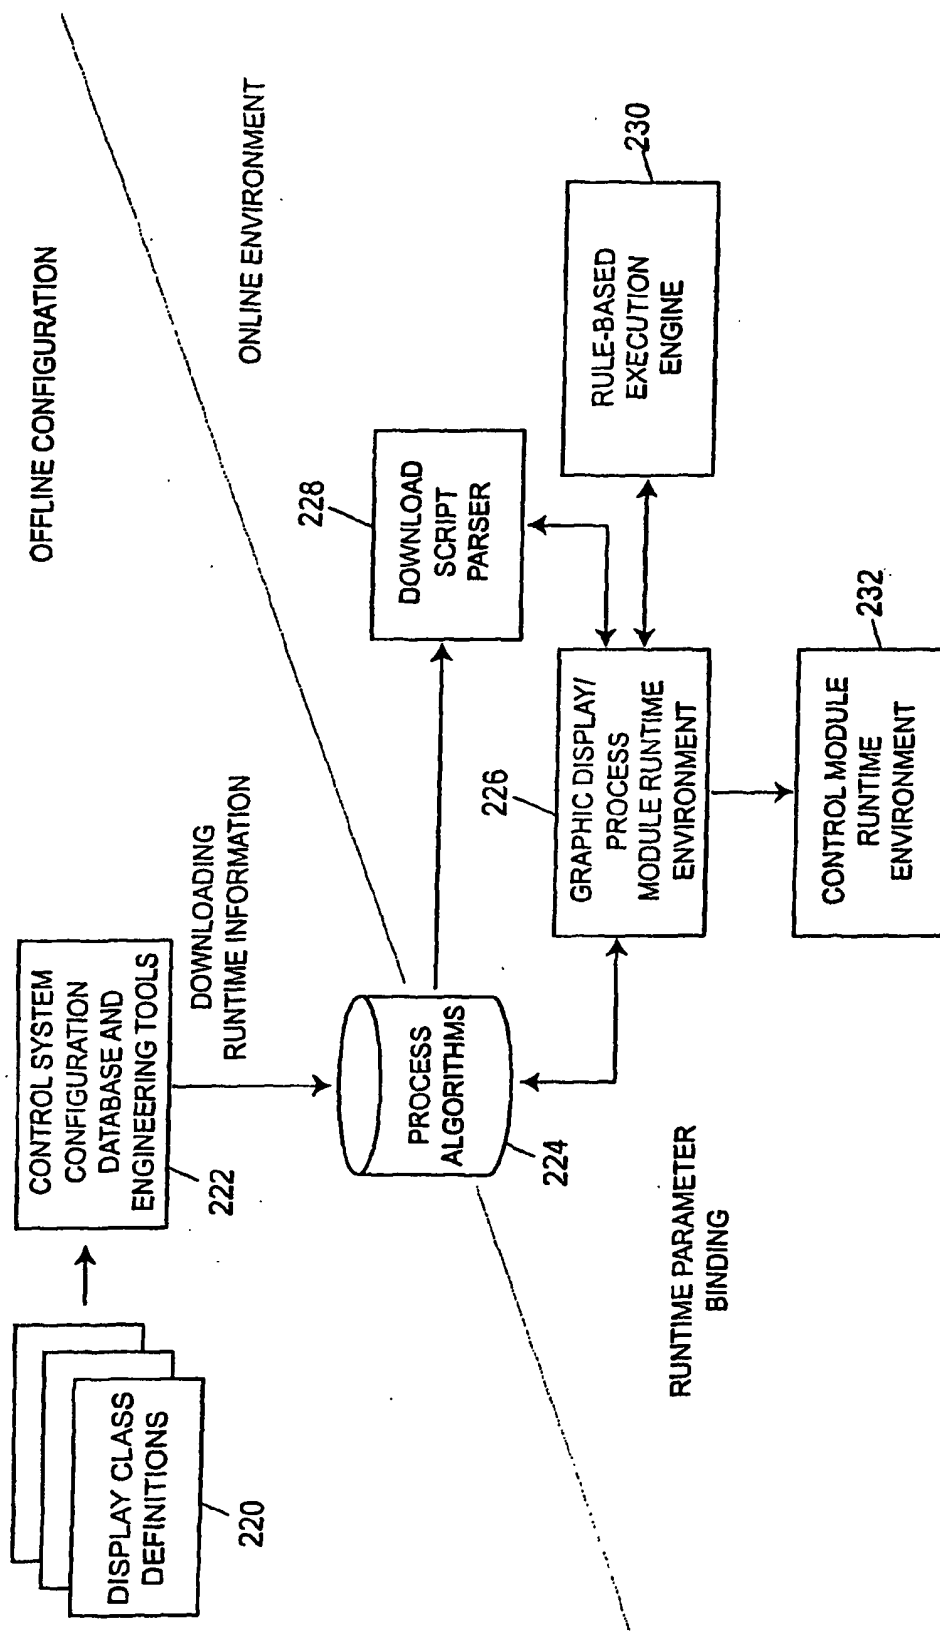 OFFLINE CONFIGURATION
ONLINE ENVIRONMENT
DISPLAY CLASS
DEFINITIONS
220
CONTROL SYSTEM
CONFIGURATION
DATABASE AND
ENGINEERING TOOLS
222
DOWNLOADING
RUNTIME INFORMATION
PROCESS
ALGORITHMS
224
228
DOWNLOAD
SCRIPT
PARSER
226
GRAPHIC DISPLAY/
PROCESS
MODULE RUNTIME
ENVIRONMENT
230
RULE-BASED
EXECUTION
ENGINE
232
CONTROL MODULE
RUNTIME
ENVIRONMENT
RUNTIME PARAMETER
BINDING